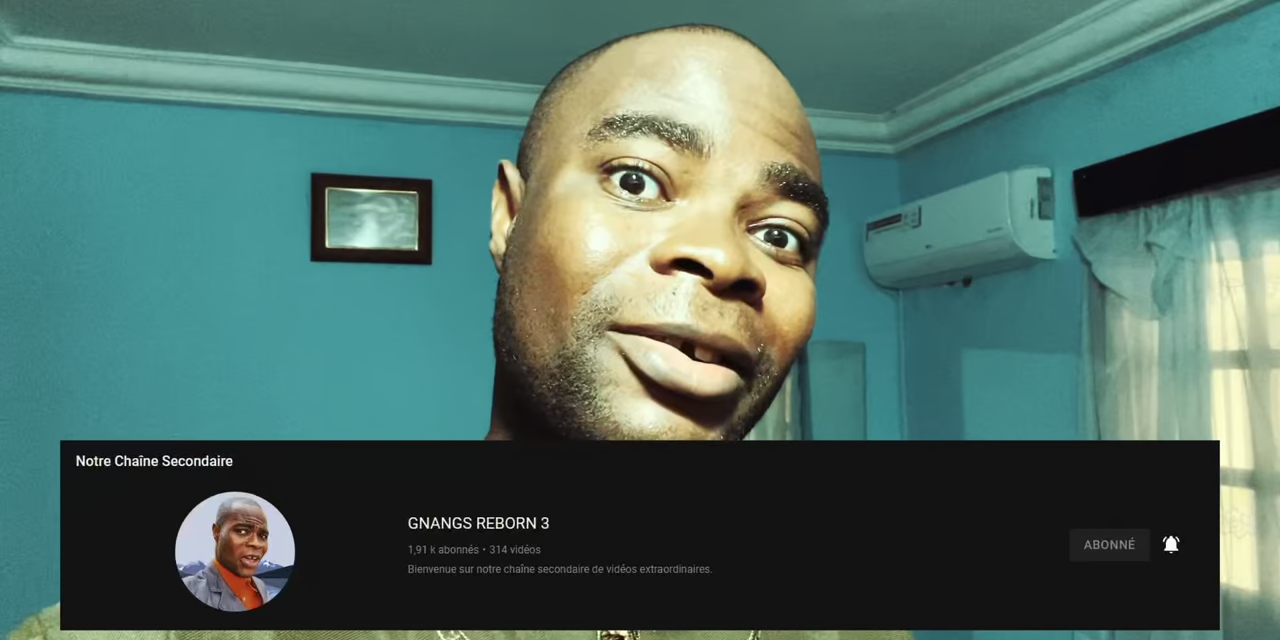 Notre Chaîne Secondaire
GNANGS REBORN 3
1,91 k abonnés • 314 vidéos
Bienvenue sur notre chaîne secondaire de vidéos extraordinaires.
ABONNÉ